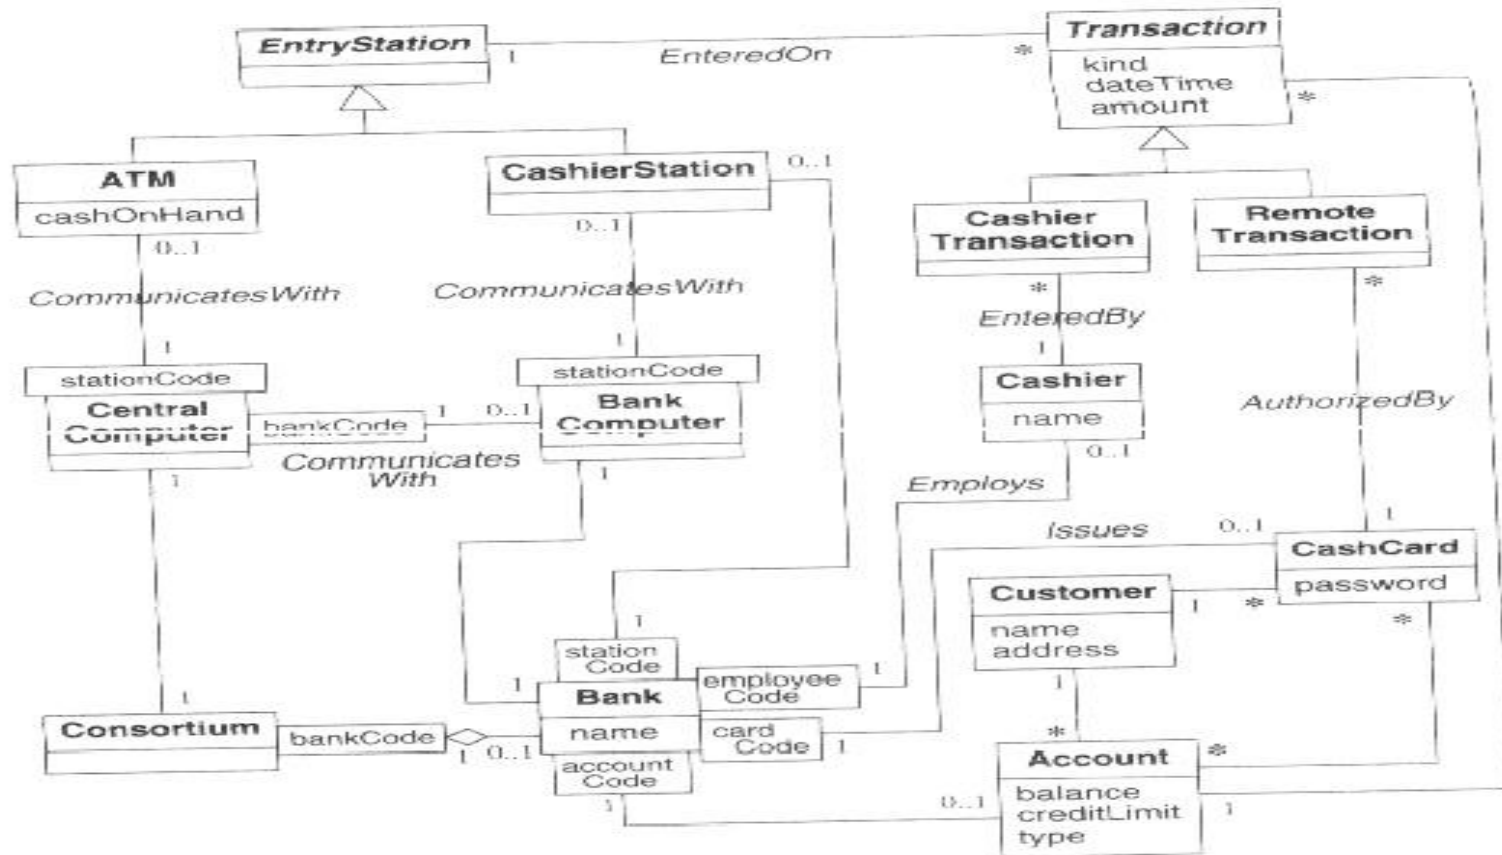 EntryStation
1
EnteredOn
*
Transaction
kind
dateTime
amount
*
ATM
cashOnHand
0..1
CashierStation
0..1
0..1
Cashier
Transaction
*
Remote
Transaction
*
CommunicatesWith
CommunicatesWith
EnteredBy
1
1
1
stationCode
Central
Computer
bankCode
1
0..1
stationCode
Bank
Computer
Cashier
name
0..1
AuthorizedBy
1
Communicates
With
1
Employs
Issues
0..1
1
CashCard
password
*
*
1
Customer
name
address
1
1
station
Code
1
1
Consortium
bankCode
1
0..1
Bank
name
employee
Code
1
card
Code
1
account
Code
1
0..1
*
*
Account
balance
creditLimit
type
1